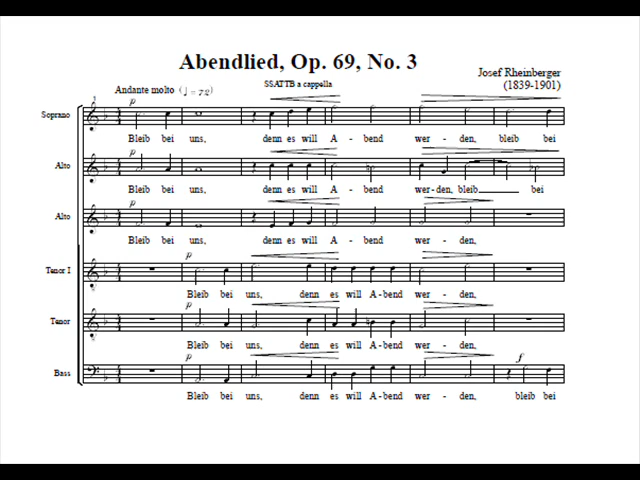 Abendlied, Op. 69, No. 3
Josef Rheinberger
Andante molto (♩ = 72)
SSATTB a cappella
(1839-1901)
p
Soprano
Bleib bei uns, denn es will A - bend wer - den, bleib bei
p
Alto
Bleib bei uns, denn es will A - bend wer - den, bleib bei
p
Alto
Bleib bei uns, denn es will A - bend wer - den,
p
Tenor I
Bleib bei uns, denn es will A - bend wer - den,
p
Tenor
Bleib bei uns, denn es will A - bend wer - den,
p f
Bass
Bleib bei uns, denn es will A - bend wer - den, bleib bei